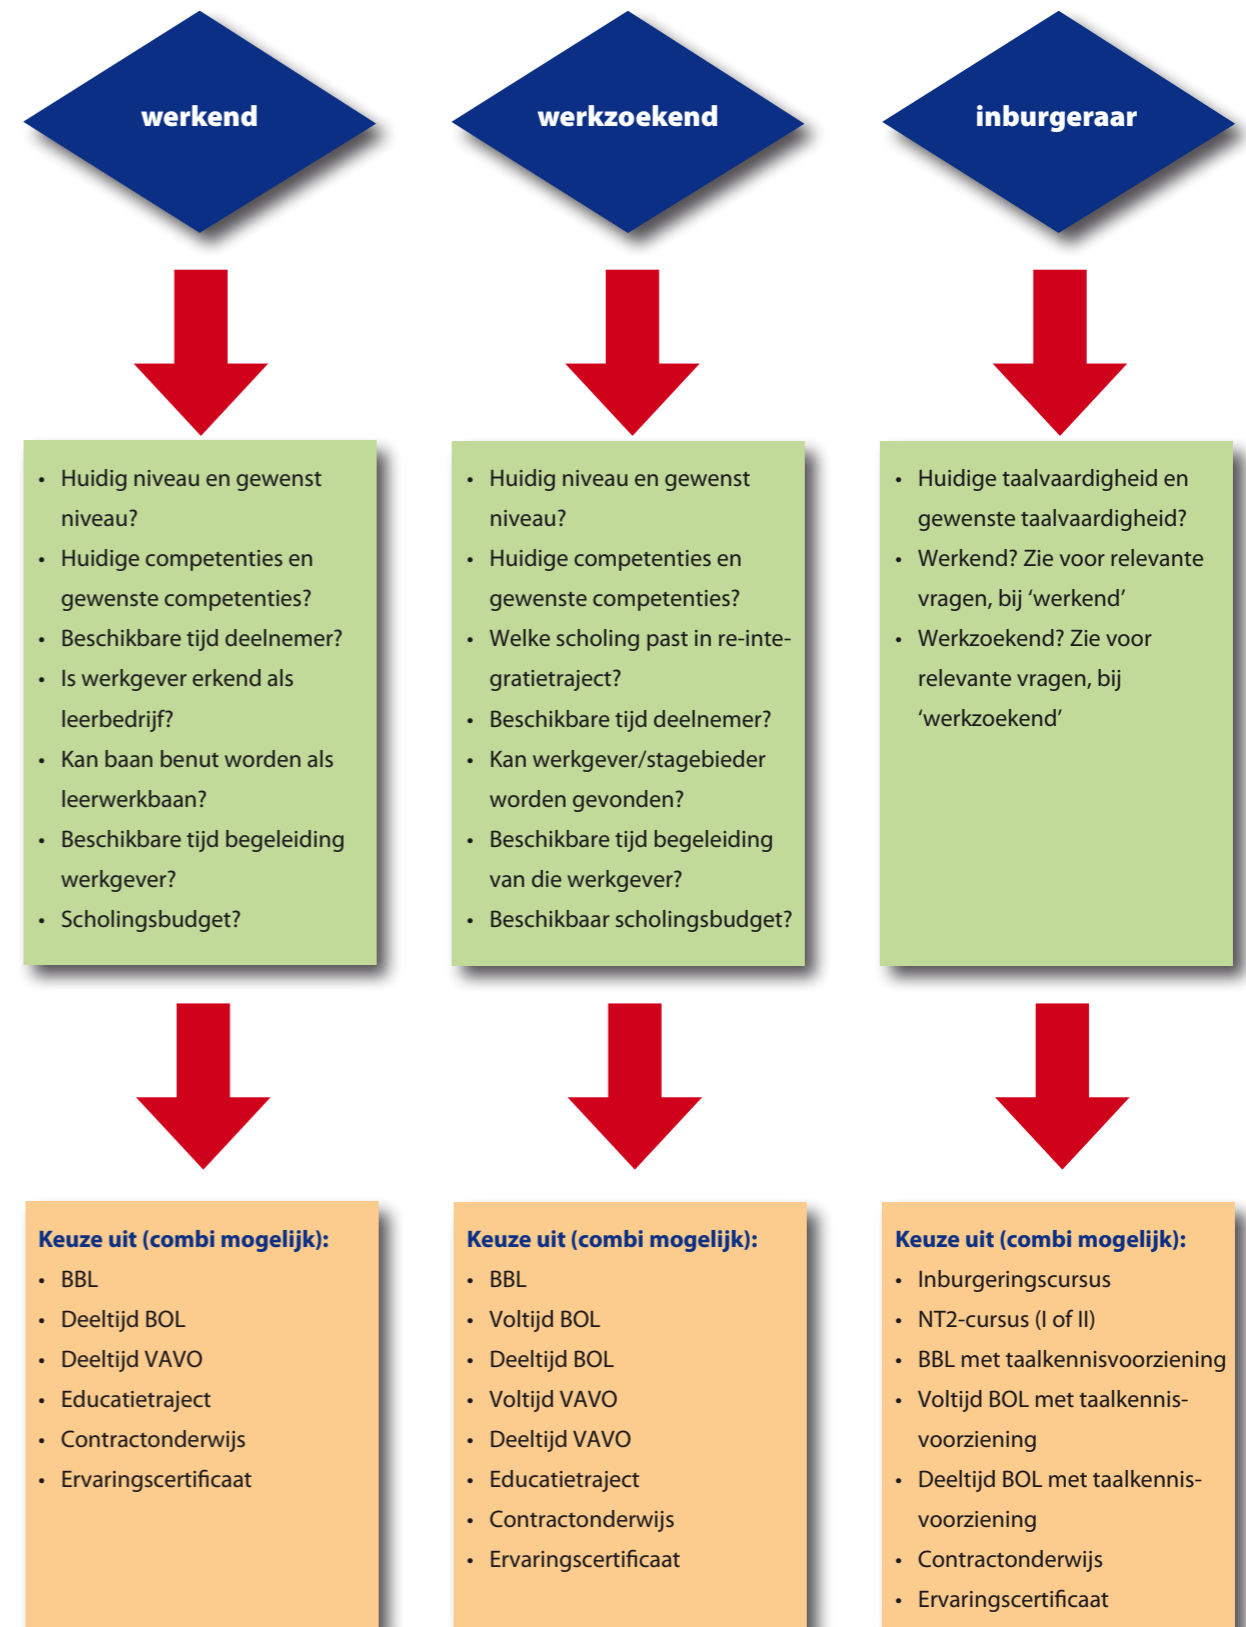 werkend
werkzoekend
inburgeraar
• Huidig niveau en gewenst
niveau?
• Huidige competenties en
gewenste competenties?
• Beschikbare tijd deelnemer?
• Is werkgever erkend als
leerbedrijf?
• Kan baan benut worden als
leerwerkbaan?
• Beschikbare tijd begeleiding
werkgever?
• Scholingsbudget?
• Huidig niveau en gewenst
niveau?
• Huidige competenties en
gewenste competenties?
• Welke scholing past in re-inte-
gratietraject?
• Beschikbare tijd deelnemer?
• Kan werkgever/stagebieder
worden gevonden?
• Beschikbare tijd begeleiding
van die werkgever?
• Beschikbaar scholingsbudget?
• Huidige taalvaardigheid en
gewenste taalvaardigheid?
• Werkend? Zie voor relevante
vragen, bij ‘werkend’
• Werkzoekend? Zie voor
relevante vragen, bij
‘werkzoekend’
Keuze uit (combi mogelijk):
• BBL
• Deeltijd BOL
• Deeltijd VAVO
• Educatietraject
• Contractonderwijs
• Ervaringscertificaat
Keuze uit (combi mogelijk):
• BBL
• Voltijd BOL
• Deeltijd BOL
• Voltijd VAVO
• Deeltijd VAVO
• Educatietraject
• Contractonderwijs
• Ervaringscertificaat
Keuze uit (combi mogelijk):
• Inburgeringscursus
• NT2-cursus (I of II)
• BBL met taalkennisvoorziening
• Voltijd BOL met taalkennis-
voorziening
• Deeltijd BOL met taalkennis-
voorziening
• Contractonderwijs
• Ervaringscertificaat